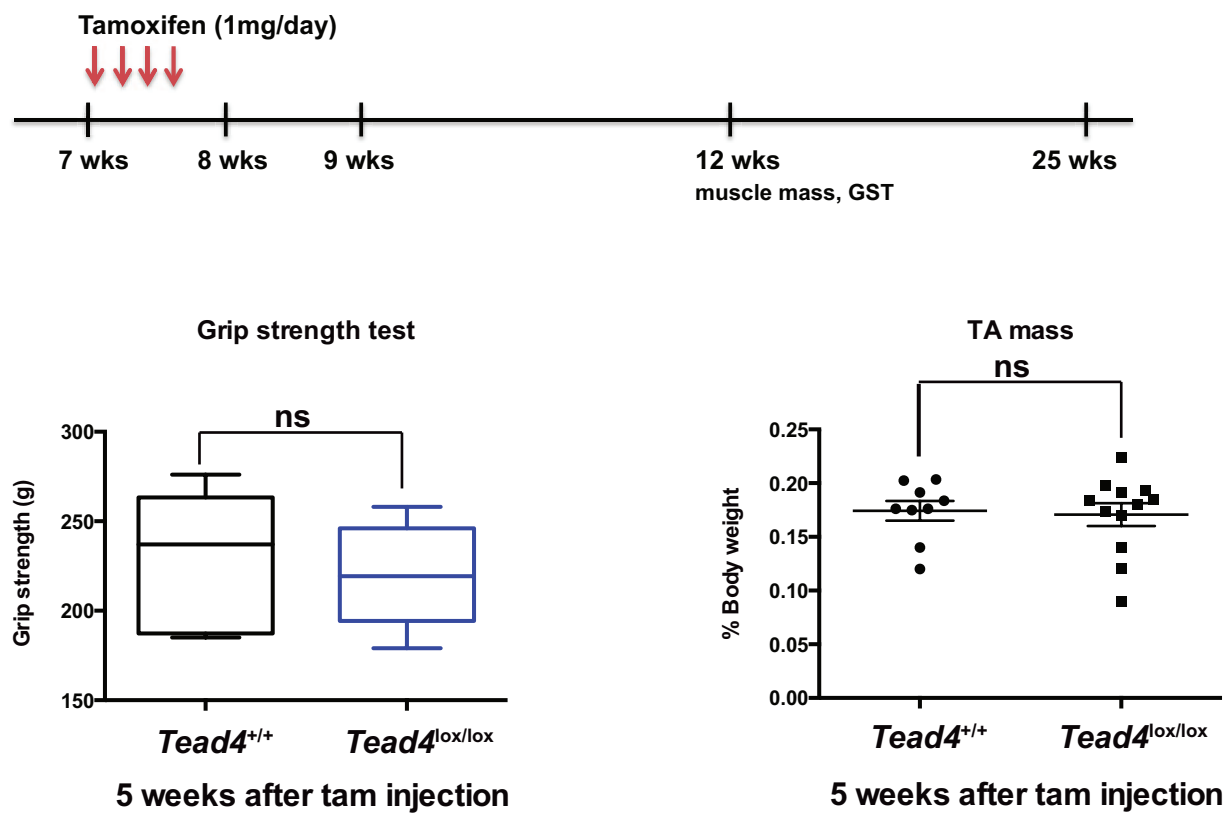 Tamoxifen (1mg/day)
7 wks
8 wks
9 wks
12 wks
25 wks
muscle mass, GST
Grip strength test
ns
300
250
200
150
Grip strength (g)
Tead4+/+
Tead4lox/lox
5 weeks after tam injection
TA mass
ns
0.25
0.20
0.15
0.10
0.05
0.00
% Body weight
Tead4+/+
Tead4lox/lox
5 weeks after tam injection